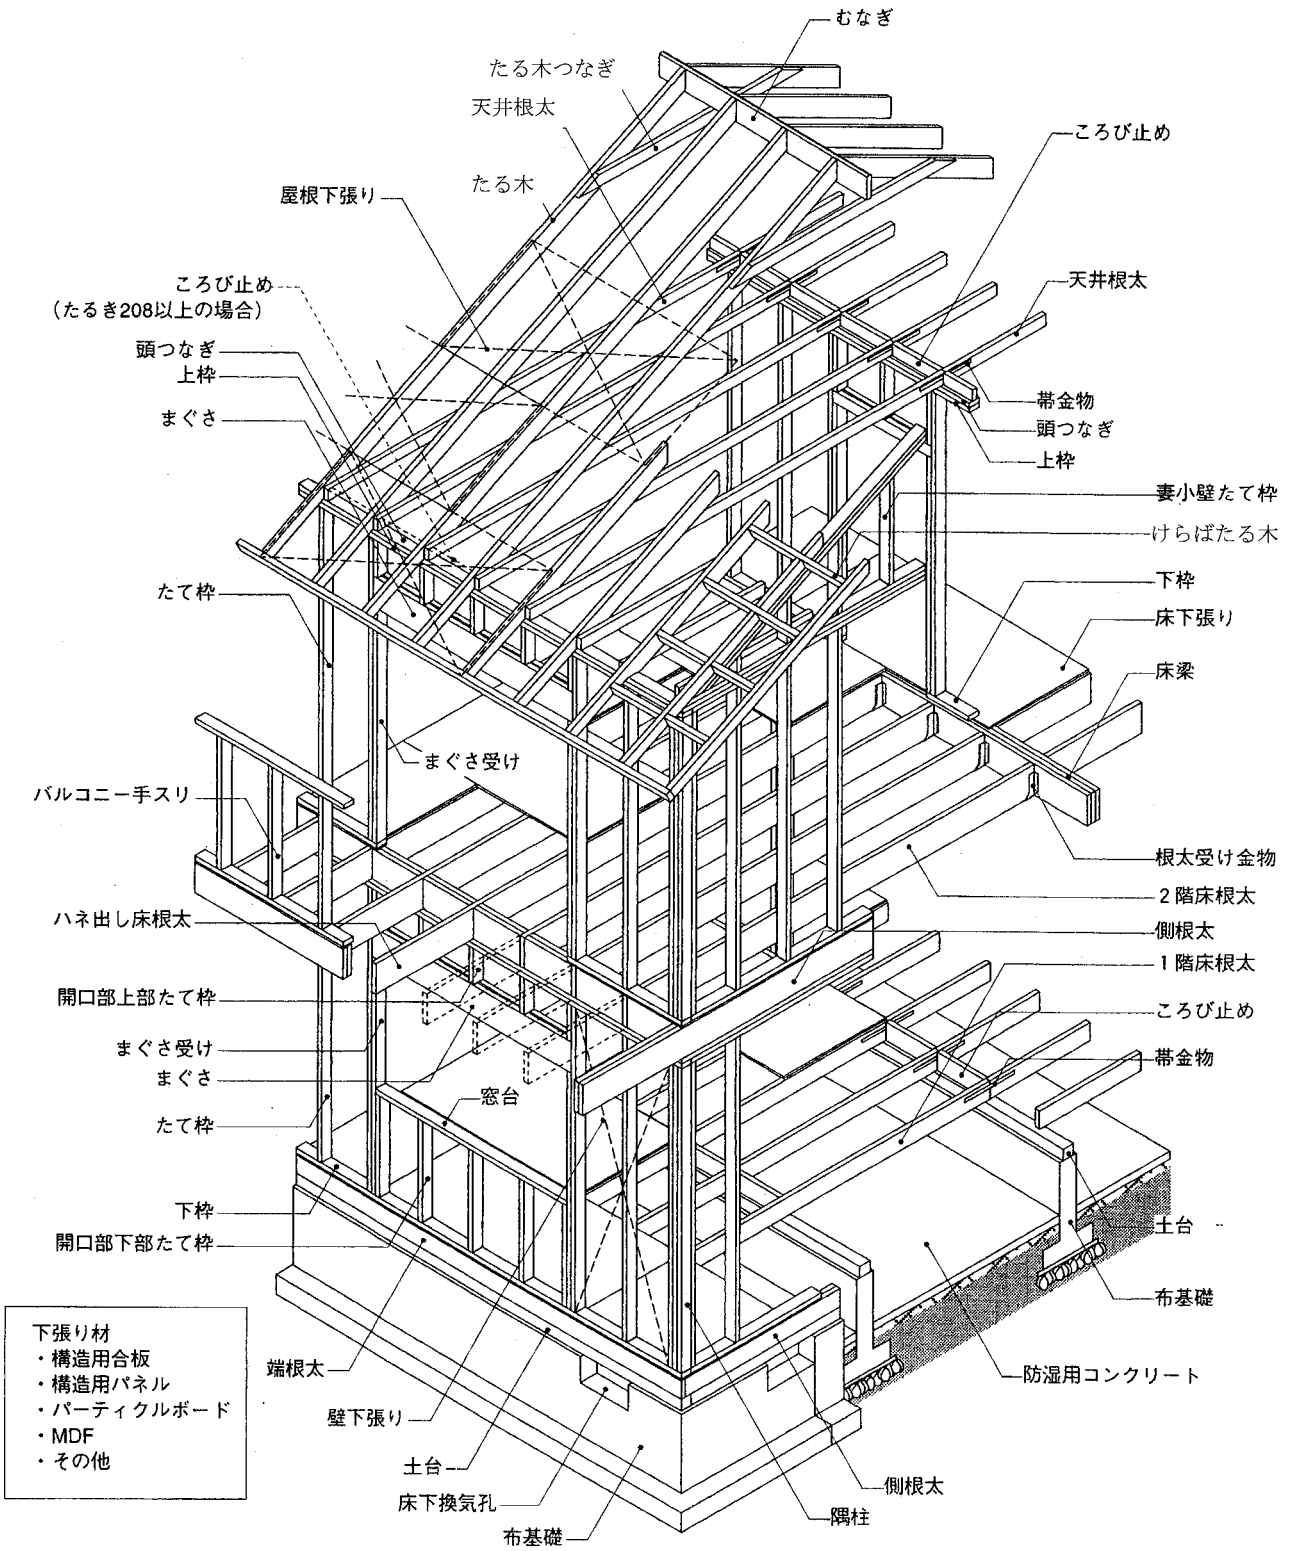 むなぎ
たる木つなぎ
天井根太
ころび止め
たる木
屋根下張り
ころび止め
(たるき208以上の場合)
天井根太
頭つなぎ
上枠
まぐさ
帯金物
頭つなぎ
上枠
妻小壁たて枠
けらばたる木
たて枠
下枠
床下張り
床梁
まぐさ受け
バルコニー手スリ
根太受け金物
2階床根太
ハネ出し床根太
側根太
1階床根太
開口部上部たて枠
ころび止め
まぐさ受け
まぐさ
帯金物
窓台
たて枠
下枠
開口部下部たて枠
土台
布基礎
端根太
防湿用コンクリート
壁下張り
土台
床下換気孔
布基礎
側根太
隅柱
下張り材
・構造用合板
・構造用パネル
・パーティクルボード
・MDF
・その他